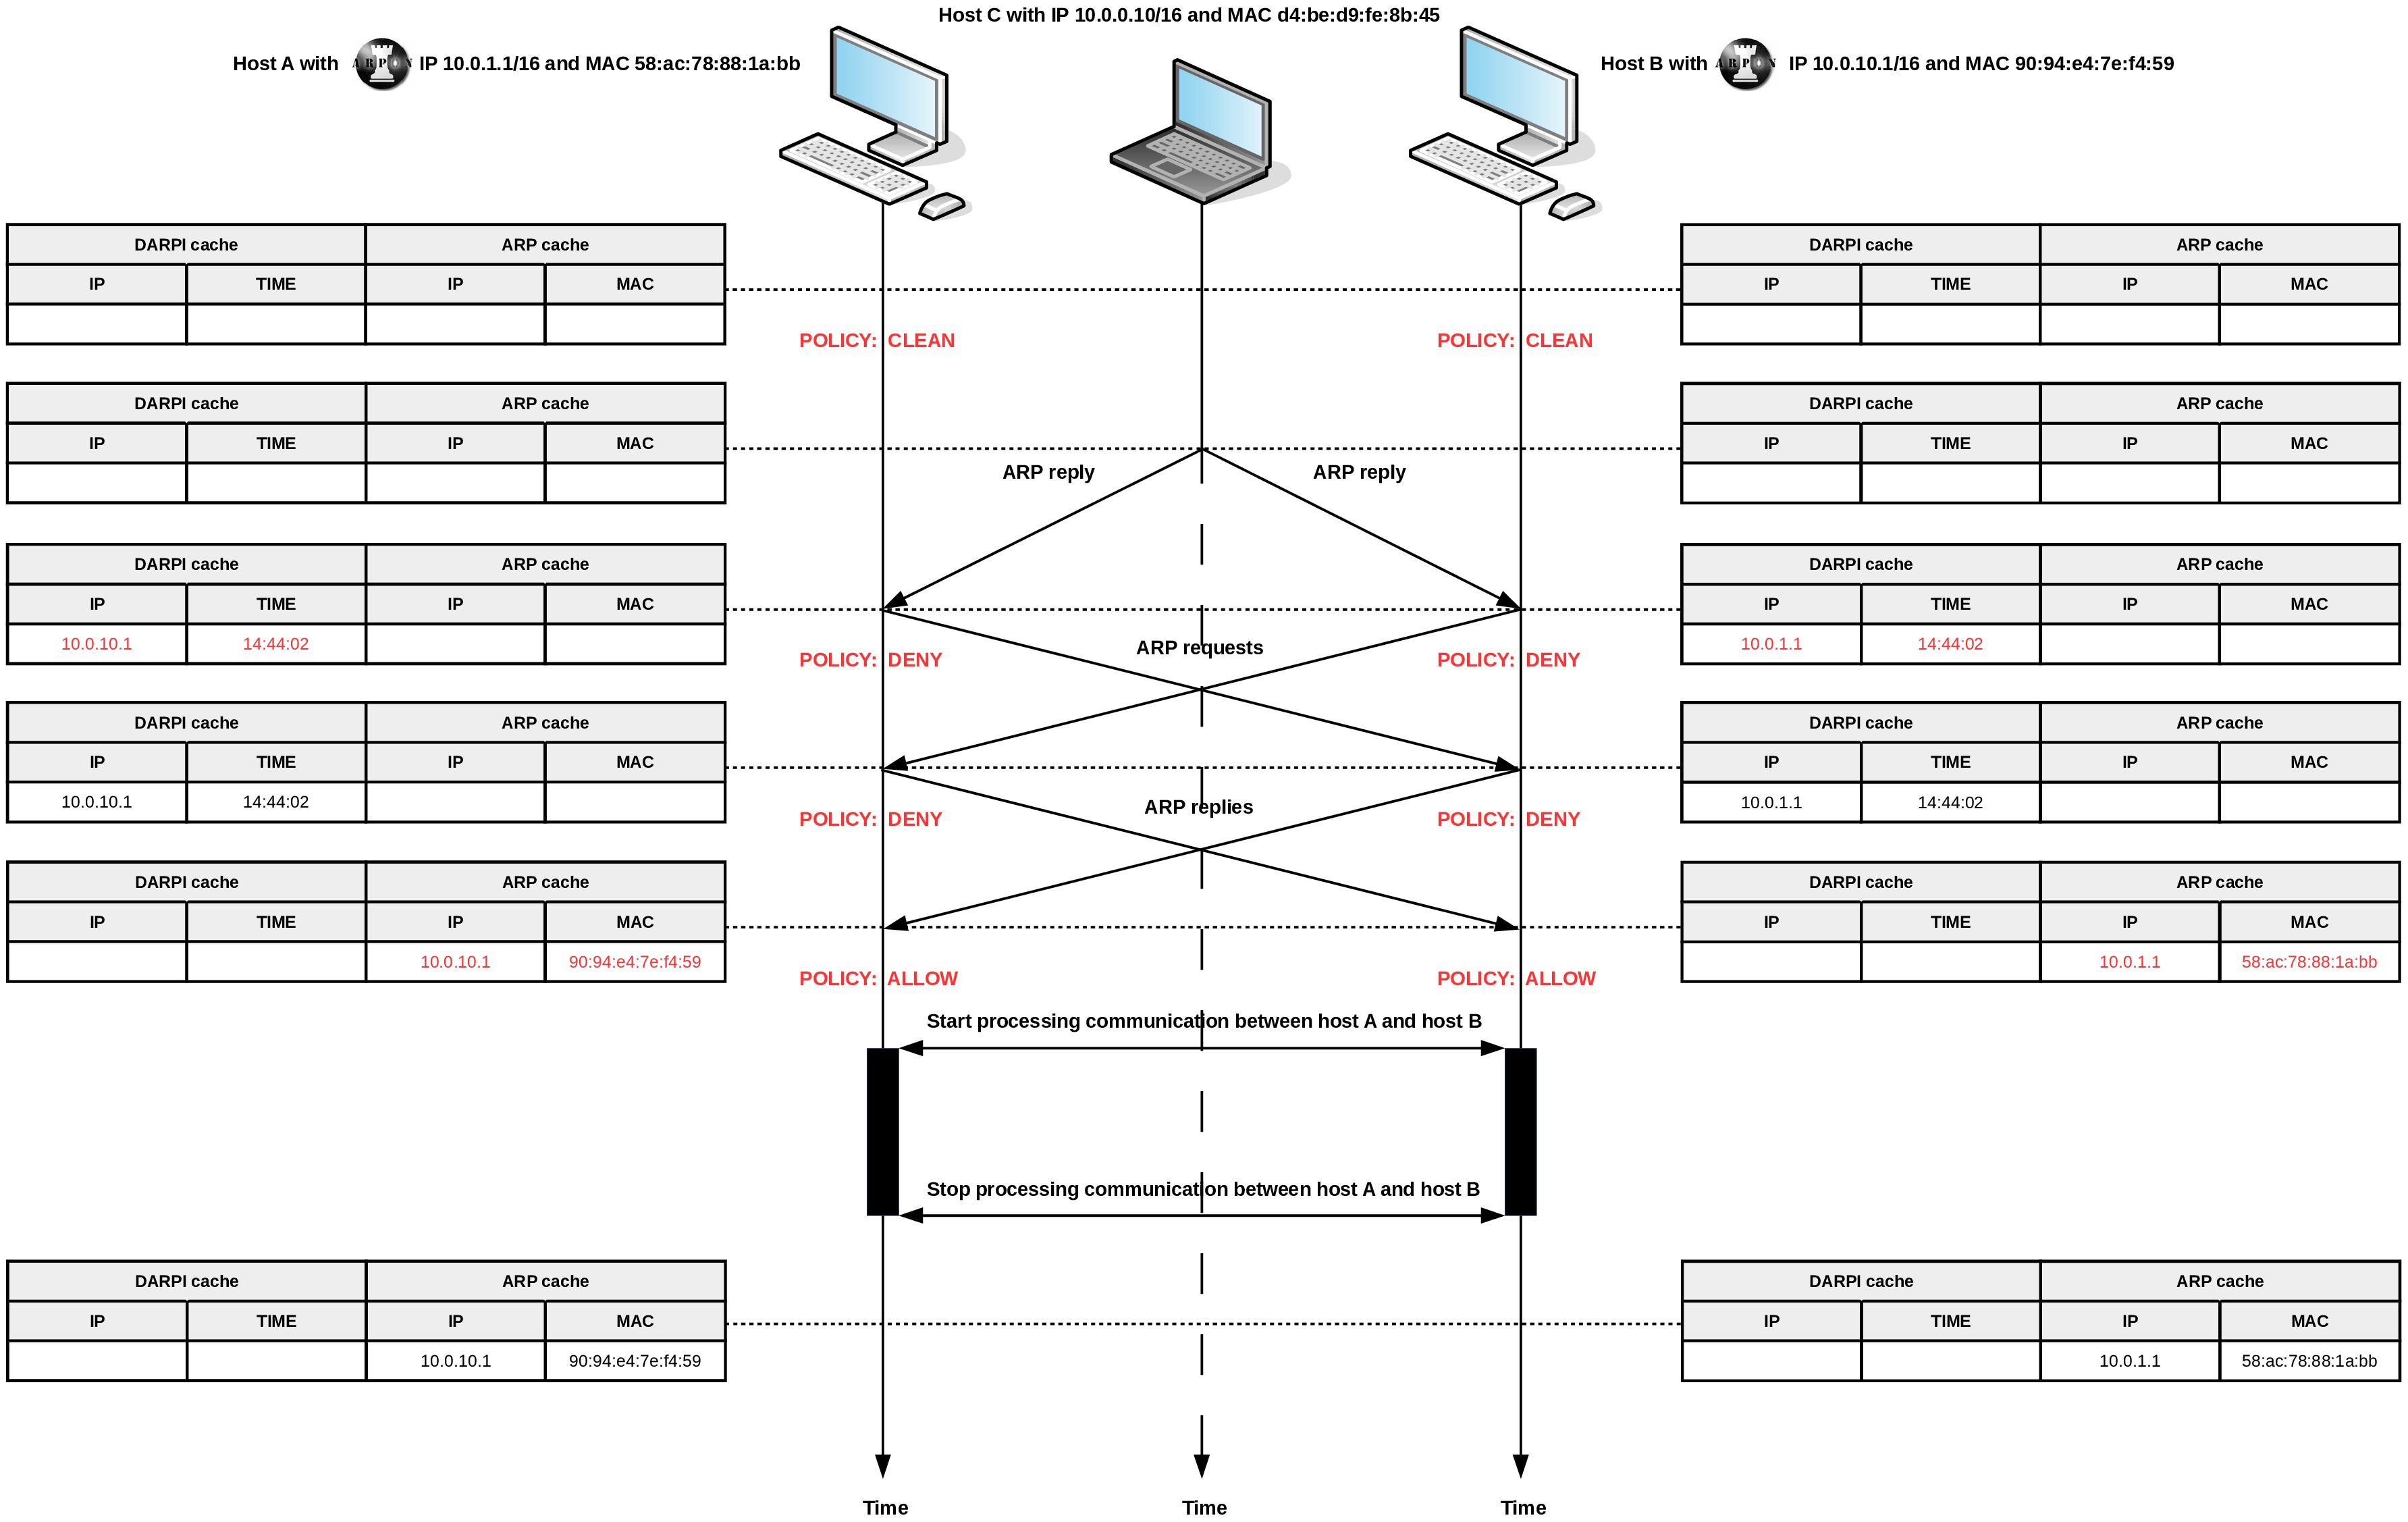 Host C with IP 10.0.0.10/16 and MAC d4:be:d9:fe:8b:45
Host A with ARPON IP 10.0.1.1/16 and MAC 58:ac:78:88:1a:bb
Host B with ARPON IP 10.0.10.1/16 and MAC 90:94:e4:7e:f4:59
DARPI cache ARP cache
IP TIME IP MAC
DARPI cache ARP cache
IP TIME IP MAC
POLICY: CLEAN
POLICY: CLEAN
DARPI cache ARP cache
IP TIME IP MAC
DARPI cache ARP cache
IP TIME IP MAC
ARP reply
ARP reply
DARPI cache ARP cache
IP TIME IP MAC
10.0.10.1 14:44:02
DARPI cache ARP cache
IP TIME IP MAC
10.0.1.1 14:44:02
ARP requests
POLICY: DENY
POLICY: DENY
DARPI cache ARP cache
IP TIME IP MAC
10.0.10.1 14:44:02
DARPI cache ARP cache
IP TIME IP MAC
10.0.1.1 14:44:02
ARP replies
POLICY: DENY
POLICY: DENY
DARPI cache ARP cache
IP TIME IP MAC
10.0.10.1 90:94:e4:7e:f4:59
DARPI cache ARP cache
IP TIME IP MAC
10.0.1.1 58:ac:78:88:1a:bb
POLICY: ALLOW
POLICY: ALLOW
Start processing communication between host A and host B
Stop processing communication between host A and host B
DARPI cache ARP cache
IP TIME IP MAC
10.0.10.1 90:94:e4:7e:f4:59
DARPI cache ARP cache
IP TIME IP MAC
10.0.1.1 58:ac:78:88:1a:bb
Time
Time
Time